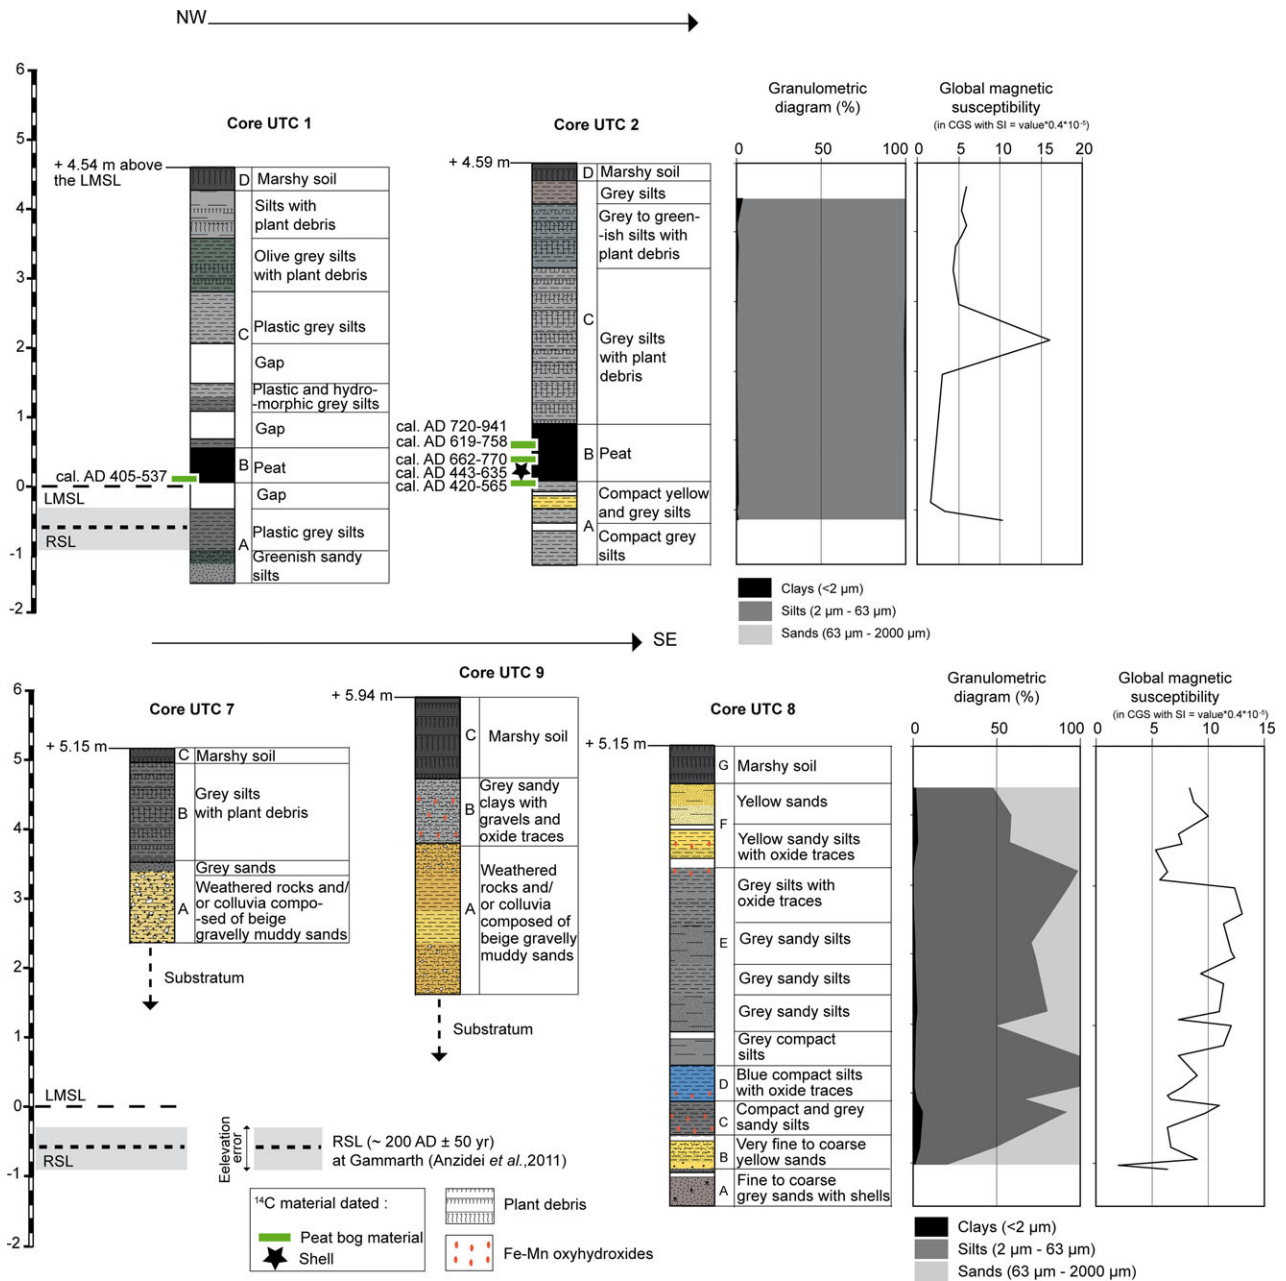 NW
6
5
4
3
2
1
0
-1
-2
Core UTC 1
+ 4.54 m above
the LMSL
D Marshy soil
Silts with
plant debris
Olive grey silts
with plant debris
Plastic grey silts
C
Gap
Plastic and hydro-
-morphic grey silts
Gap
B Peat
cal. AD 405-537
LMSL
RSL
Gap
Plastic grey silts
A
Greenish sandy
silts
Core UTC 2
+ 4.59 m
D Marshy soil
Grey silts
Grey to green-
-ish silts with
plant debris
C
Grey silts
with plant
debris
cal. AD 720-941
cal. AD 619-758
cal. AD 662-770
cal. AD 443-635
cal. AD 420-565
B Peat
Compact yellow
and grey silts
A
Compact grey
silts
Granulometric
diagram (%)
0 50 100
Global magnetic
susceptibility
(in CGS with SI = value*0.4*10-5)
0 5 10 15 20
Clays (<2 µm)
Silts (2 µm - 63 µm)
Sands (63 µm - 2000 µm)
SE
6
5
4
3
2
1
0
-1
-2
Core UTC 7
+ 5.15 m
C Marshy soil
Grey silts
with plant debris
B
Grey sands
Weathered rocks and/
or colluvia compo-
-sed of beige
gravelly muddy sands
A
Substratum
Core UTC 9
+ 5.94 m
C Marshy soil
Grey sandy
clays with
gravels and
oxide traces
B
Weathered
rocks and/
or colluvia
composed of
beige gravelly
muddy sands
A
Substratum
Core UTC 8
+ 5.15 m
G Marshy soil
Yellow sands
F
Yellow sandy silts
with oxide traces
Grey silts with
oxide traces
E
Grey sandy silts
Grey sandy silts
Grey sandy silts
Grey compact
silts
D
Blue compact silts
with oxide traces
C
Compact and grey
sandy silts
B
Very fine to coarse
yellow sands
A
Fine to coarse
grey sands with shells
Granulometric
diagram (%)
0 50 100
Global magnetic
susceptibility
(in CGS with SI = value*0.4*10-5)
0 5 10 15
LMSL
RSL
Eelevation
error
RSL (~ 200 AD ± 50 yr)
at Gammarth (Anzidei et al.,2011)
14C material dated :
Peat bog material
Shell
Plant debris
Fe-Mn oxyhydroxides
Clays (<2 µm)
Silts (2 µm - 63 µm)
Sands (63 µm - 2000 µm)